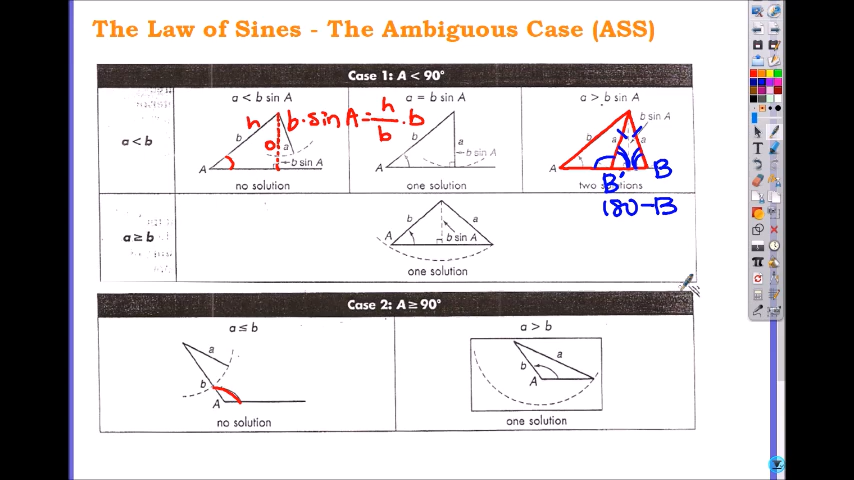 The Law of Sines - The Ambiguous Case (ASS)
Case 1: A < 90°
a < b sin A
a = b sin A
a > b sin A
a < b
h
b · sin A = h/b · b
O
b
a
A
b sin A
no solution
b
a
A
b sin A
one solution
b sin A
b
a
a
A
B'
B
two solutions
180-B
a ≥ b
b
a
A
b sin A
one solution
Case 2: A ≥ 90°
a ≤ b
a > b
a
b
A
no solution
a
b
A
one solution